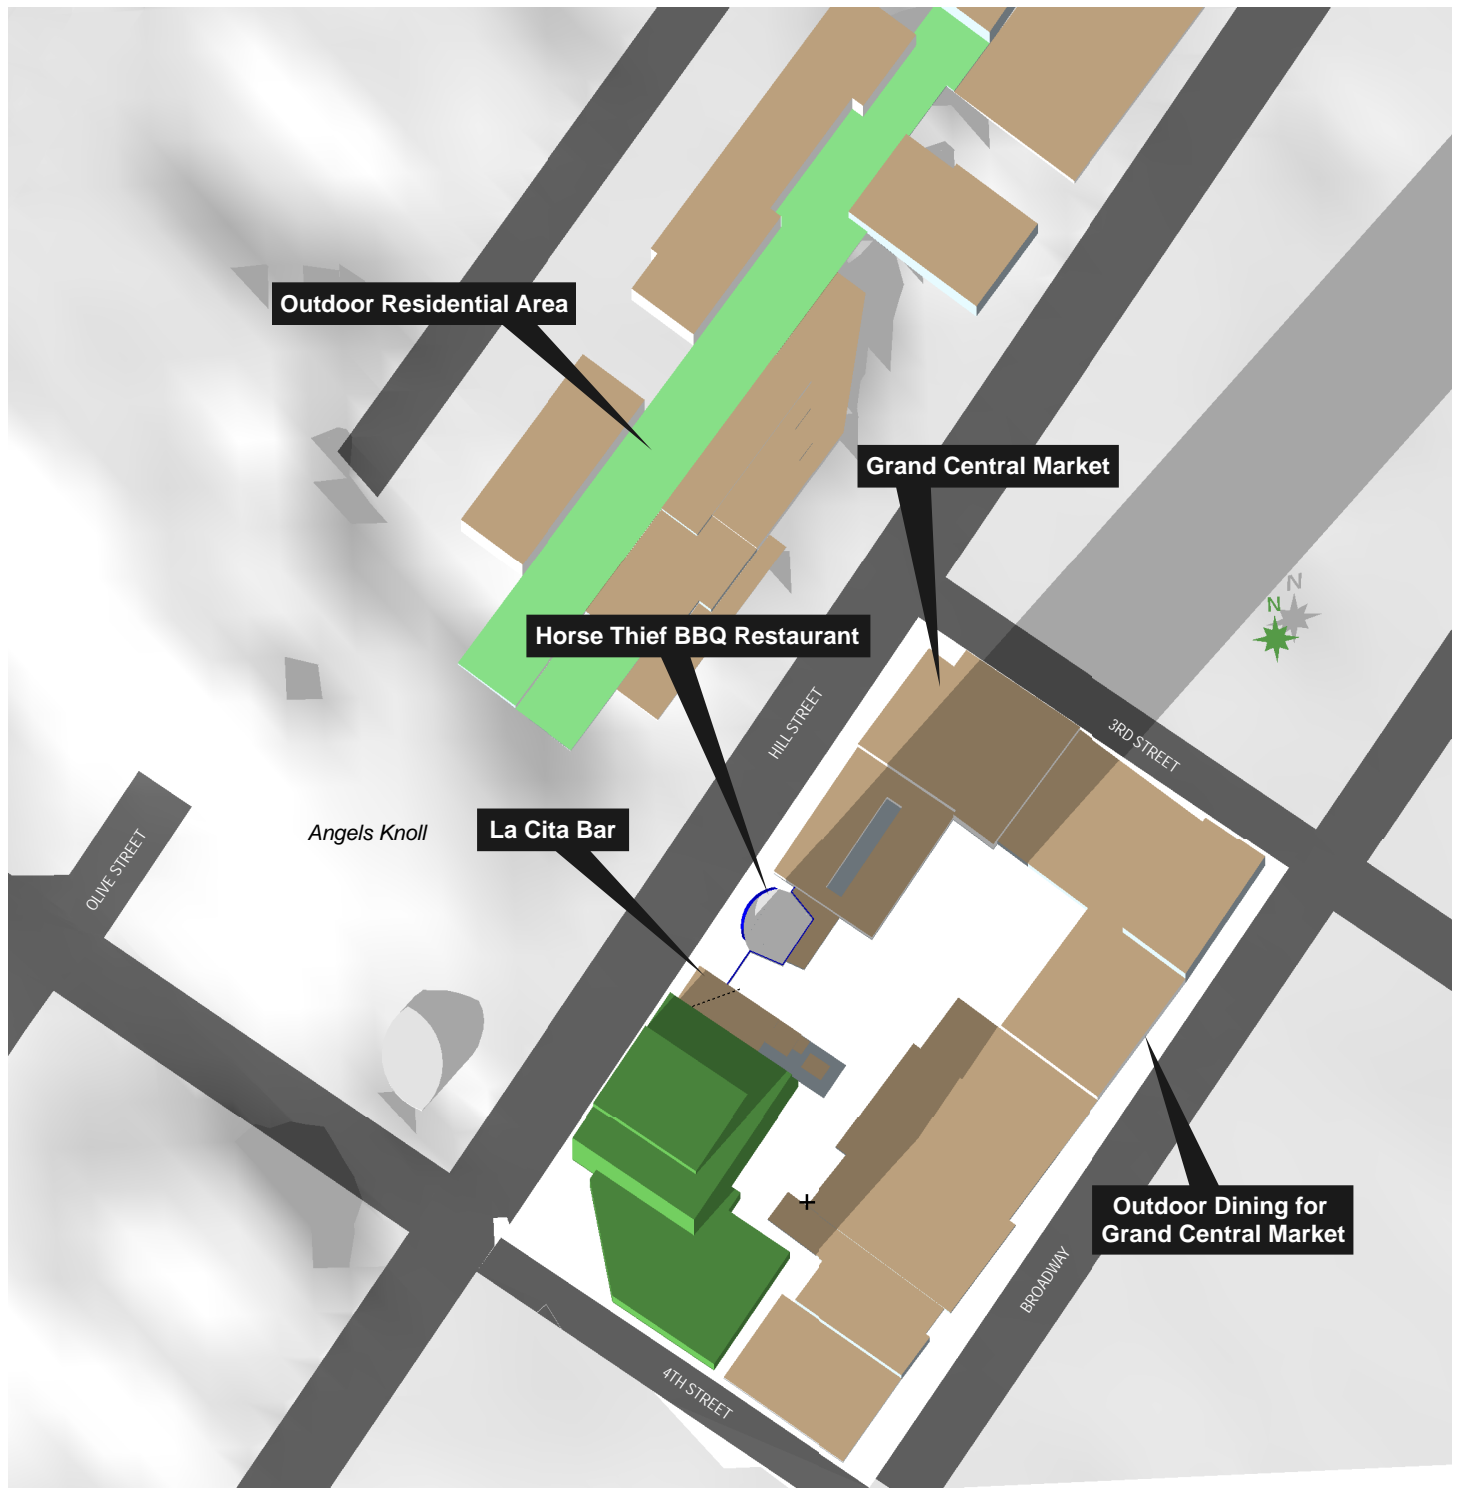 Outdoor Residential Area
Grand Central Market
N
N
Horse Thief BBQ Restaurant
HILL STREET
3RD STREET
La Cita Bar
Angels Knoll
OLIVE STREET
Outdoor Dining for
Grand Central Market
BROADWAY
4TH STREET